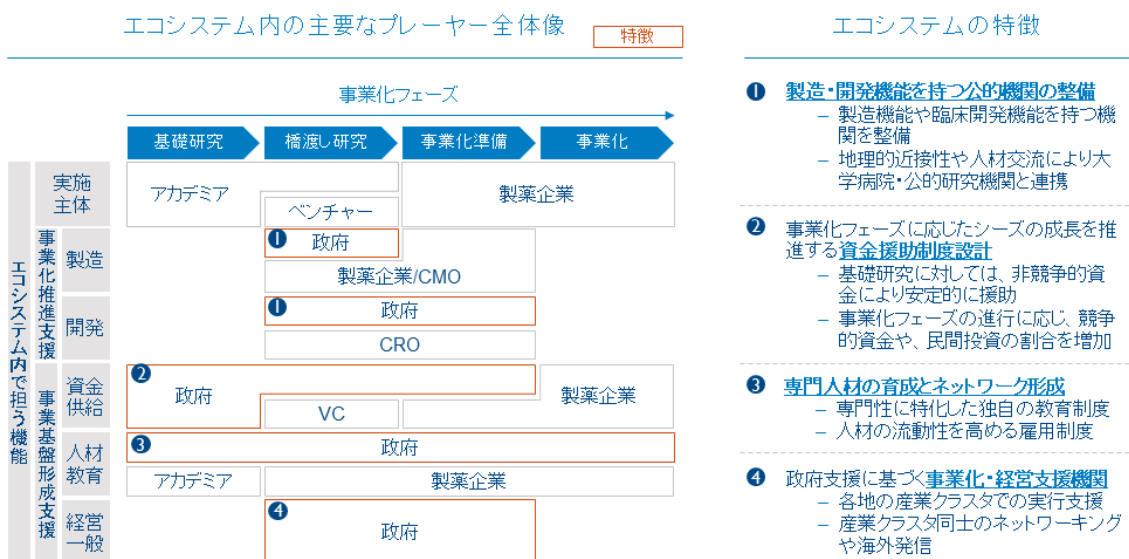 エコシステム内の主要なプレーヤー全体像
特徴
事業化フェーズ
基礎研究
橋渡し研究
事業化準備
事業化
エコシステム内で担う機能
実施
主体
アカデミア
ベンチャー
製薬企業
事業化推進支援
製造
❶
政府
製薬企業/CMO
開発
❶
政府
CRO
事業基盤形成支援
資金
供給
❷
政府
VC
製薬企業
人材
教育
❸
政府
アカデミア
製薬企業
経営
一般
❹
政府
エコシステムの特徴
❶ 製造・開発機能を持つ公的機関の整備
– 製造機能や臨床開発機能を持つ機
関を整備
– 地理的近接性や人材交流により大
学病院・公的研究機関と連携
❷ 事業化フェーズに応じたシーズの成長を推
進する資金援助制度設計
– 基礎研究に対しては、非競争的資
金により安定的に援助
– 事業化フェーズの進行に応じ、競争
的資金や、民間投資の割合を増加
❸ 専門人材の育成とネットワーク形成
– 専門性に特化した独自の教育制度
– 人材の流動性を高める雇用制度
❹ 政府支援に基づく事業化・経営支援機関
– 各地の産業クラスタでの実行支援
– 産業クラスタ同士のネットワーキング
や海外発信